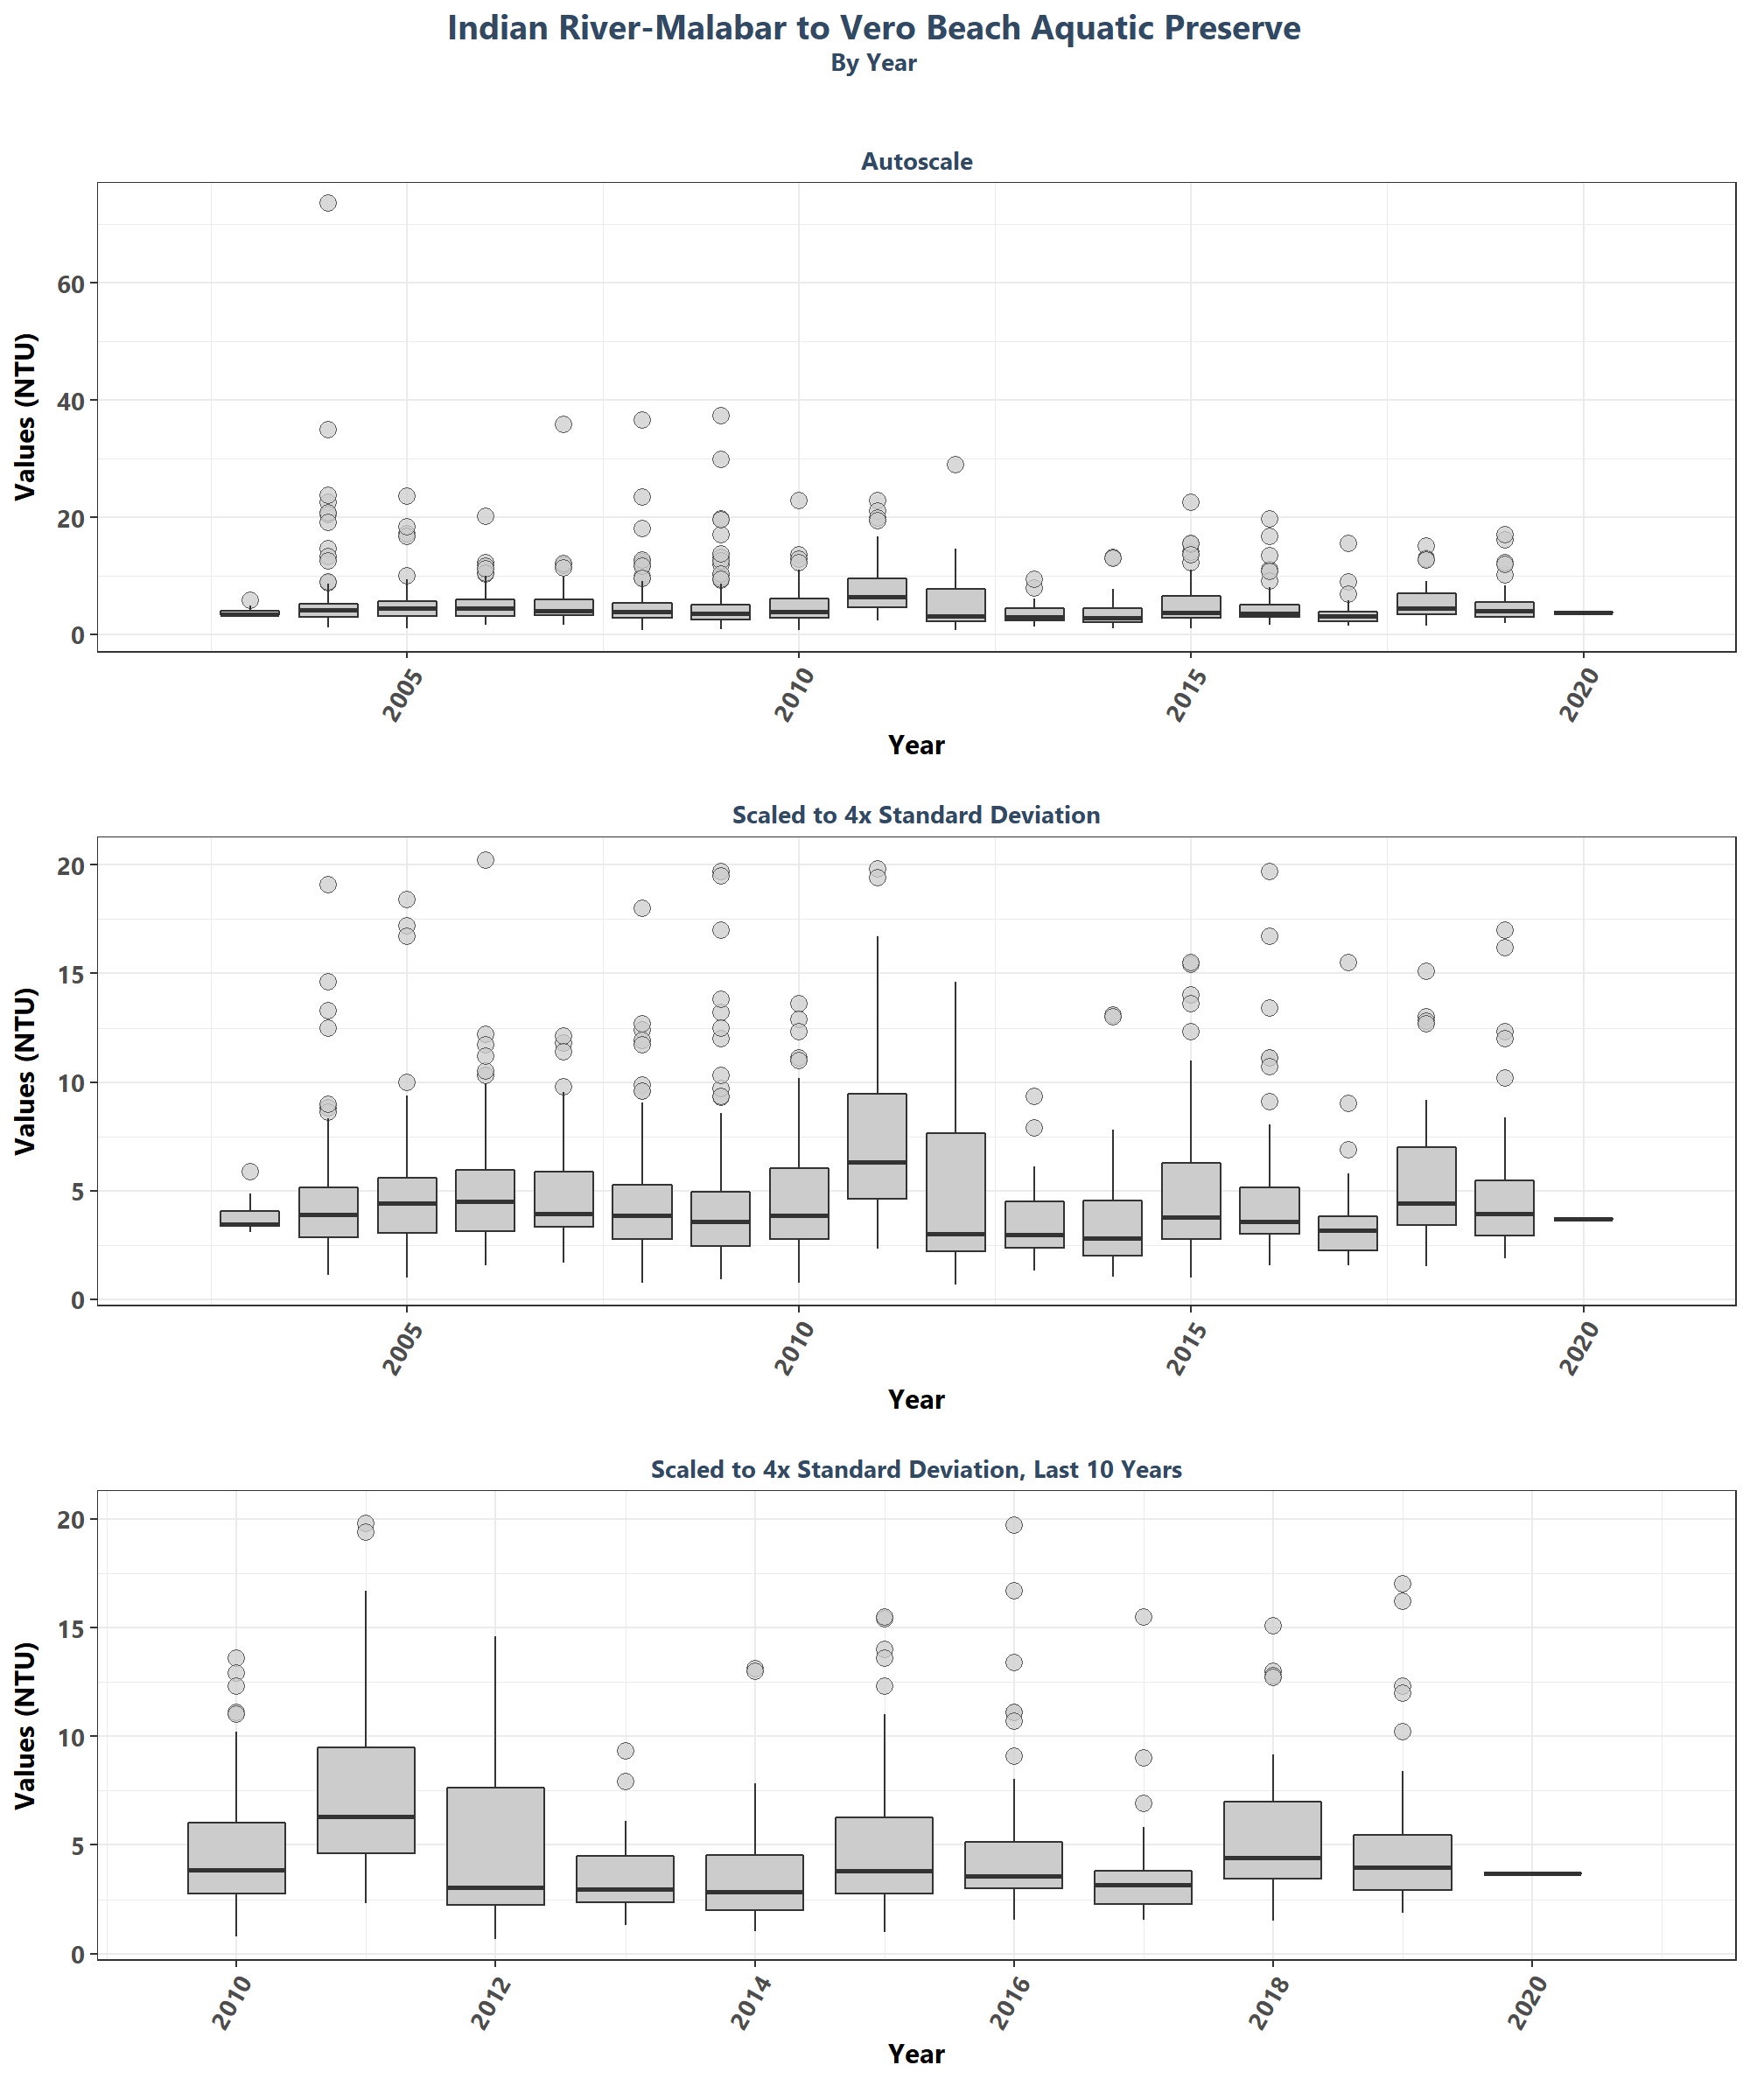 Indian River-Malabar to Vero Beach Aquatic Preserve
By Year
Autoscale
Values (NTU)
60
40
20
0
2005
2010
2015
2020
Year
Scaled to 4x Standard Deviation
Values (NTU)
20
15
10
5
0
2005
2010
2015
2020
Year
Scaled to 4x Standard Deviation, Last 10 Years
Values (NTU)
20
15
10
5
0
2010
2012
2014
2016
2018
2020
Year